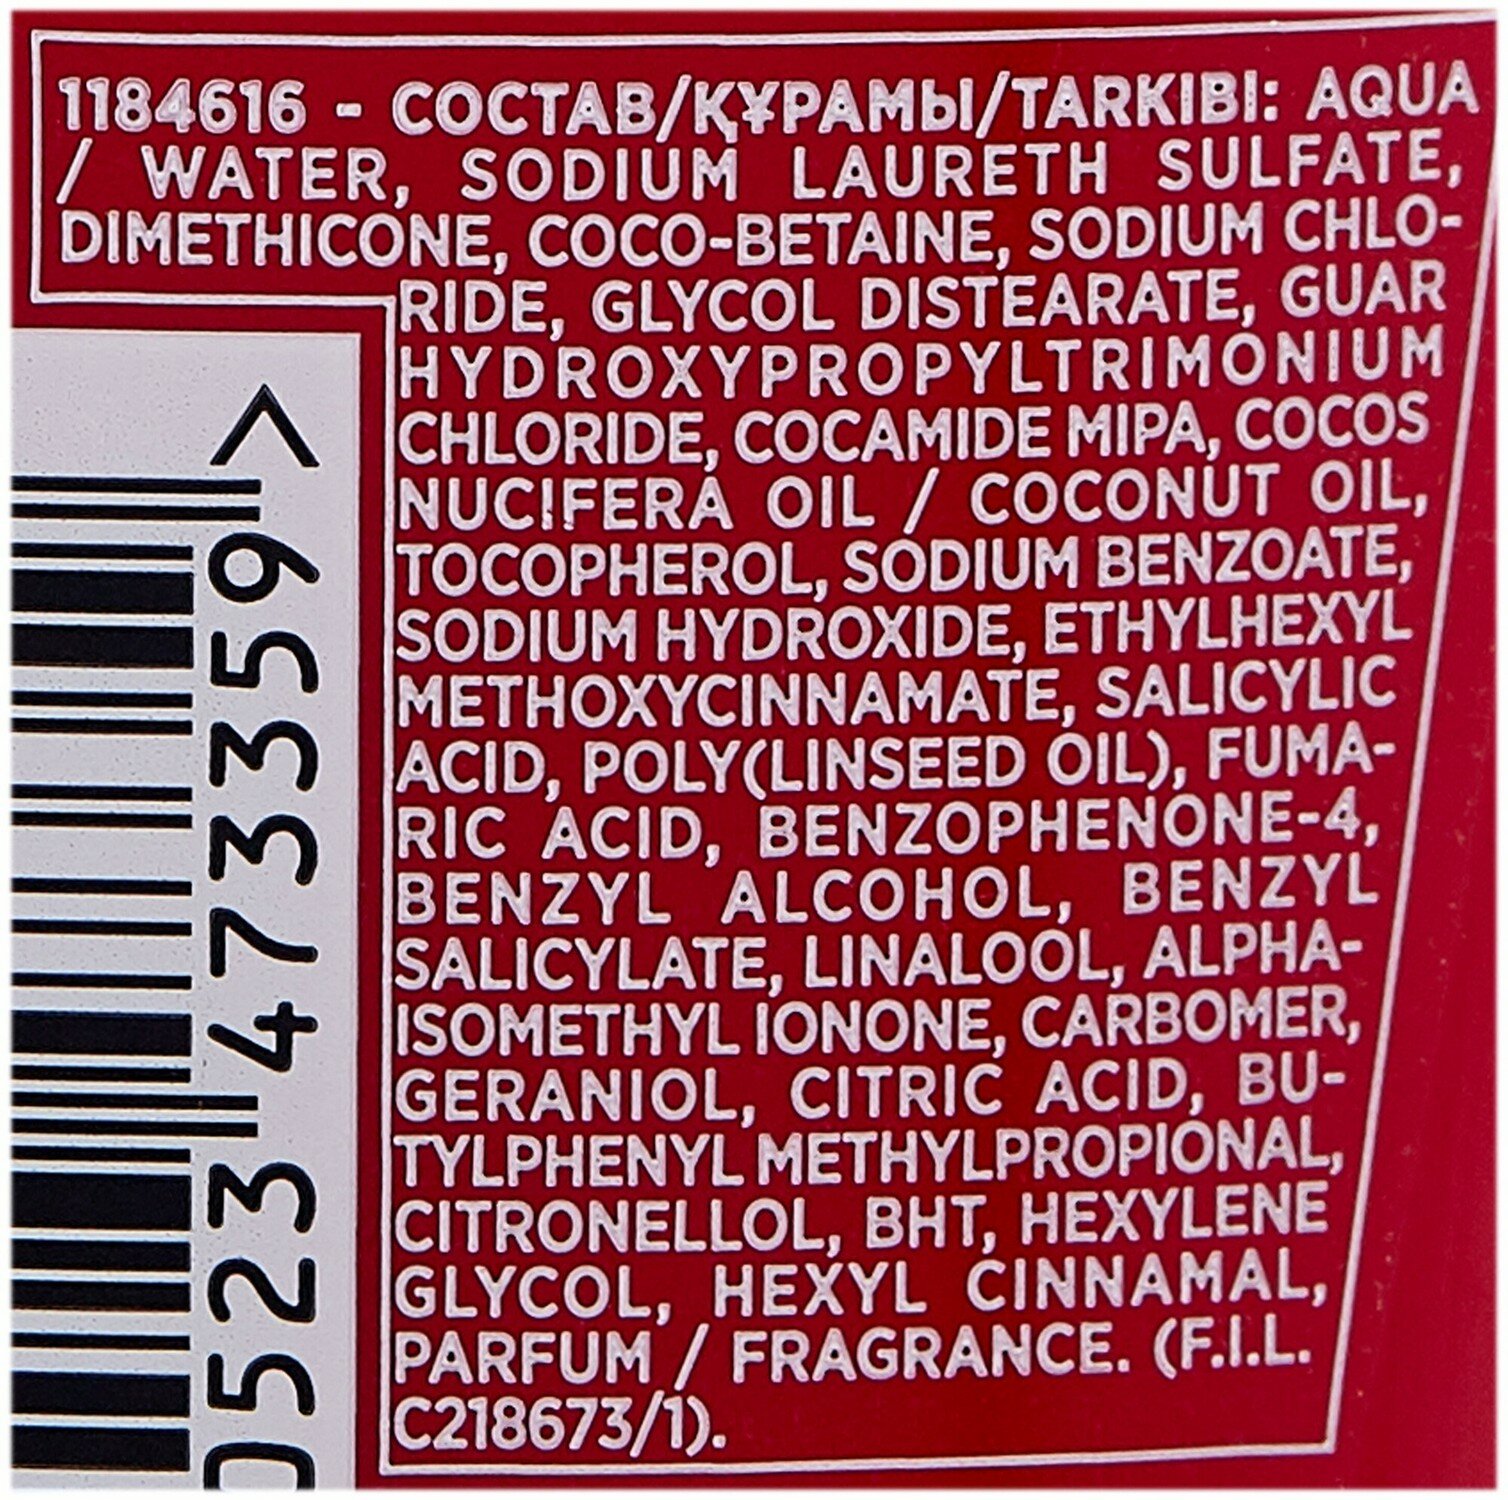 1184616 - СОСТАВ/ҚҰРАМЫ/TARKIBI: AQUA
/ WATER, SODIUM LAURETH SULFATE,
DIMETHICONE, COCO-BETAINE, SODIUM CHLO-
RIDE, GLYCOL DISTEARATE, GUAR
HYDROXYPROPYLTRIMONIUM
CHLORIDE, COCAMIDE MIPA, COCOS
NUCIFERA OIL / COCONUT OIL,
TOCOPHEROL, SODIUM BENZOATE,
SODIUM HYDROXIDE, ETHYLHEXYL
METHOXYCINNAMATE, SALICYLIC
ACID, POLY(LINSEED OIL), FUMA-
RIC ACID, BENZOPHENONE-4,
BENZYL ALCOHOL, BENZYL
SALICYLATE, LINALOOL, ALPHA-
ISOMETHYL IONONE, CARBOMER,
GERANIOL, CITRIC ACID, BU-
TYLPHENYL METHYLPROPIONAL,
CITRONELLOL, BHT, HEXYLENE
GLYCOL, HEXYL CINNAMAL,
PARFUM / FRAGRANCE. (F.I.L.
C218673/1).
0523473359>